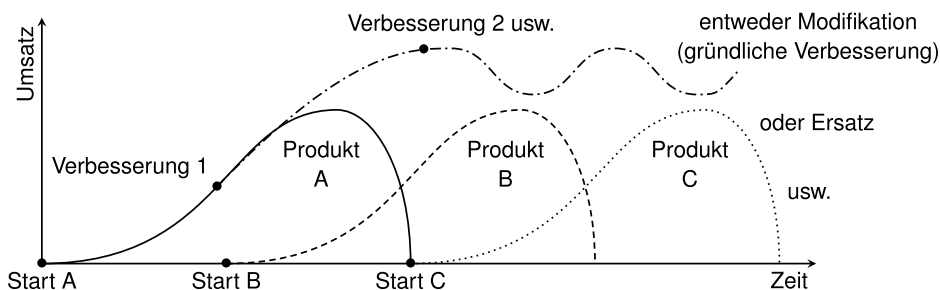 Umsatz
Verbesserung 2 usw.
entweder Modifikation
(gründliche Verbesserung)
oder Ersatz
Verbesserung 1
Produkt
A
Produkt
B
Produkt
C
usw.
Start A
Start B
Start C
Zeit